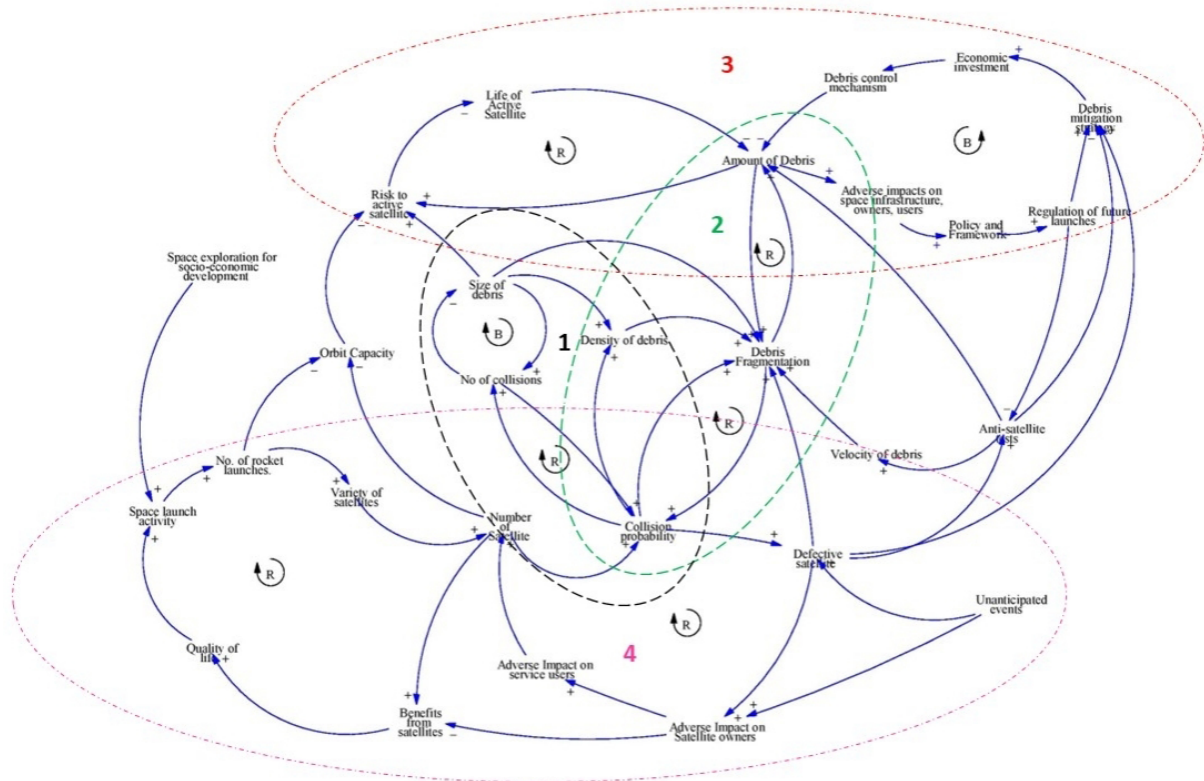 3
Economic
investment
Debris control
mechanism
Life of
Active
Satellite
Debris
mitigation
strategy
R
B
Amount of Debris
Adverse impacts on
space infrastructure,
owners, users
Risk to
active
satellite
2
Policy and
Framework
Regulation of future
launches
R
Space exploration for
socio-economic
development
Size of
debris
B
1
Density of debris
Orbit Capacity
Debris
Fragmentation
No of collisions
R
R
Anti-satellite
tests
Velocity of debris
No. of rocket
launches.
Variety of
satellites
Space launch
activity
Number
of
Satellite
Collision
probability
Defective
satellite
R
Unanticipated
events
R
Quality of
life
4
Adverse Impact on
service users
Benefits
from
satellites
Adverse Impact on
Satellite owners